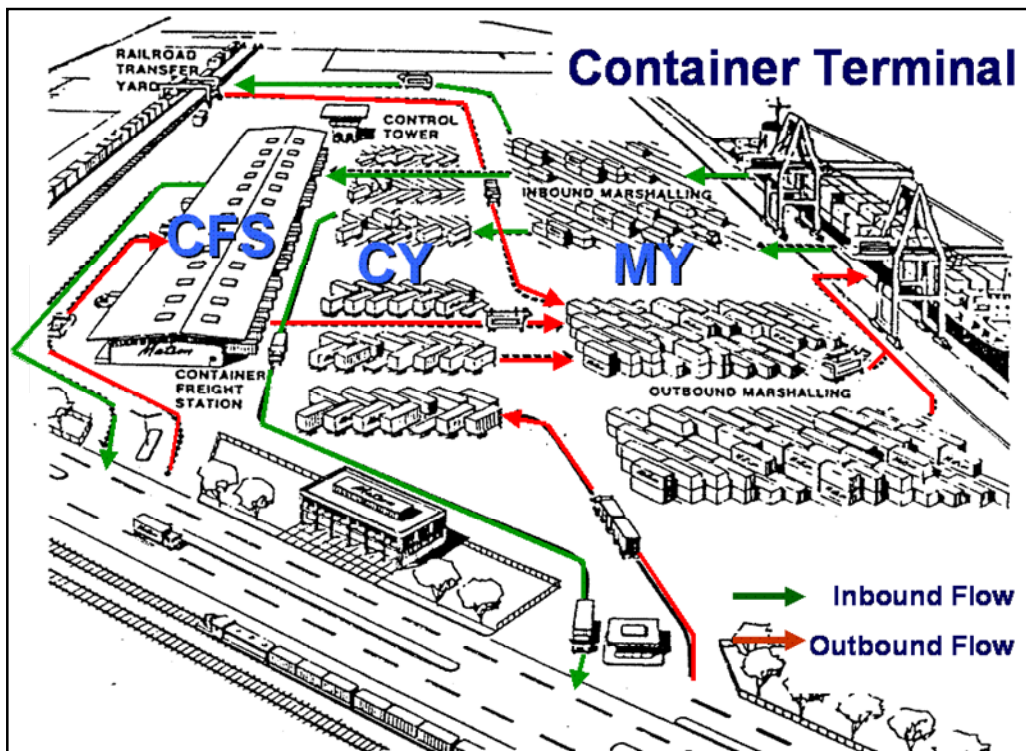 Container Terminal
RAILROAD
TRANSFER
YARD
CONTROL
TOWER
INBOUND MARSHALLING
CFS
CY
MY
Matson
CONTAINER
FREIGHT
STATION
OUTBOUND MARSHALLING
Inbound Flow
Outbound Flow